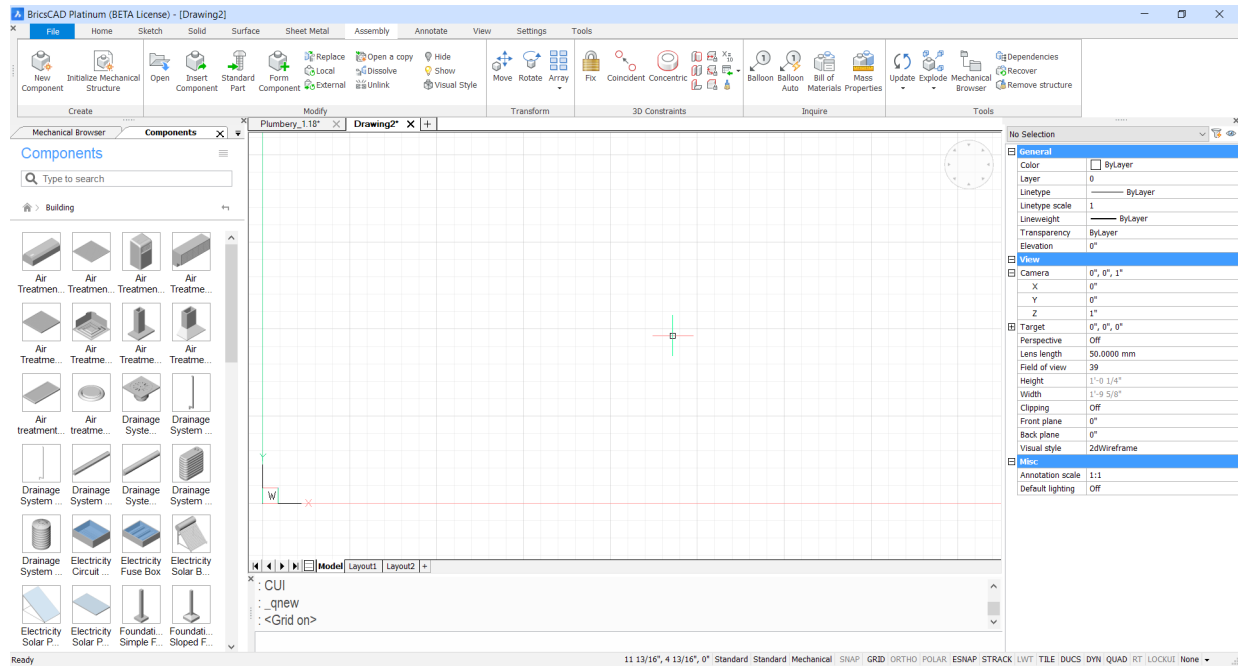 BricsCAD Platinum (BETA License) - [Drawing2]
File Home Sketch Solid Surface Sheet Metal Assembly Annotate View Settings Tools
New Component
Initialize Mechanical Structure
Open
Insert Component
Standard Part
Form Component
Replace
Local
External
Open a copy
Dissolve
Unlink
Hide
Show
Visual Style
Move
Rotate
Array
Fix
Coincident
Concentric
Balloon
Balloon Auto
Bill of Materials
Mass Properties
Update
Explode
Mechanical Browser
Dependencies
Recover
Remove structure
Create Modify Transform 3D Constraints Inquire Tools
Mechanical Browser Components
Plumbery_1.18* Drawing2*
Components
Type to search
Building
Air Air Air Air
Treatmen... Treatmen... Treatmen... Treatme...
Air Air Air Air
Treatme... Treatme... Treatme... Treatme...
Air Air Drainage Drainage
treatment... treatme... Syste... System ...
Drainage Drainage Drainage Drainage
System ... System ... Syste... System ...
Drainage Electricity Electricity Electricity
System ... Circuit ... Fuse Box Solar B...
Electricity Electricity Foundati... Foundati...
Solar P... Solar P... Simple F... Sloped F...
W X
Y
Model Layout1 Layout2
: CUI
: _qnew
: <Grid on>
No Selection
General
Color ByLayer
Layer 0
Linetype ByLayer
Linetype scale 1
Lineweight ByLayer
Transparency ByLayer
Elevation 0"
View
Camera 0", 0", 1"
X 0"
Y 0"
Z 1"
Target 0", 0", 0"
Perspective Off
Lens length 50.0000 mm
Field of view 39
Height 1'-0 1/4"
Width 1'-9 5/8"
Clipping Off
Front plane 0"
Back plane 0"
Visual style 2dWireframe
Misc
Annotation scale 1:1
Default lighting Off
Ready
11 13/16", 4 13/16", 0" Standard Standard Mechanical SNAP GRID ORTHO POLAR ESNAP STRACK LWT TILE DUCS DYN QUAD RT LOCKUI None